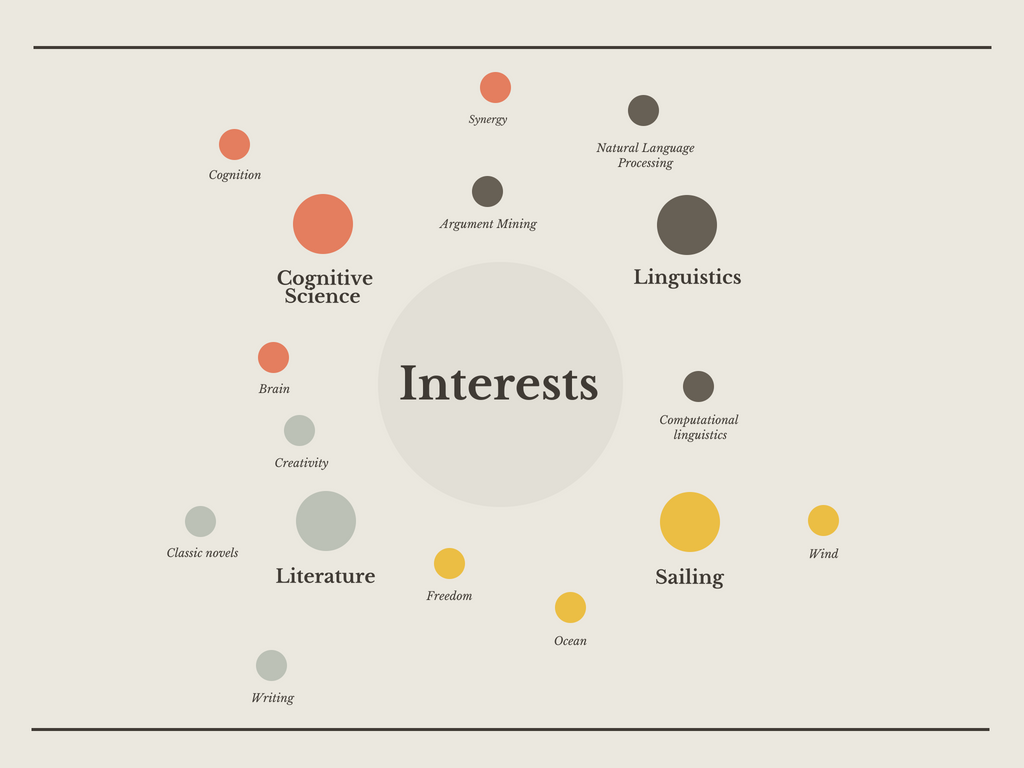 Synergy
Natural Language
Processing
Cognition
Argument Mining
Cognitive
Science
Linguistics
Interests
Brain
Computational
linguistics
Creativity
Classic novels
Wind
Literature
Sailing
Freedom
Ocean
Writing